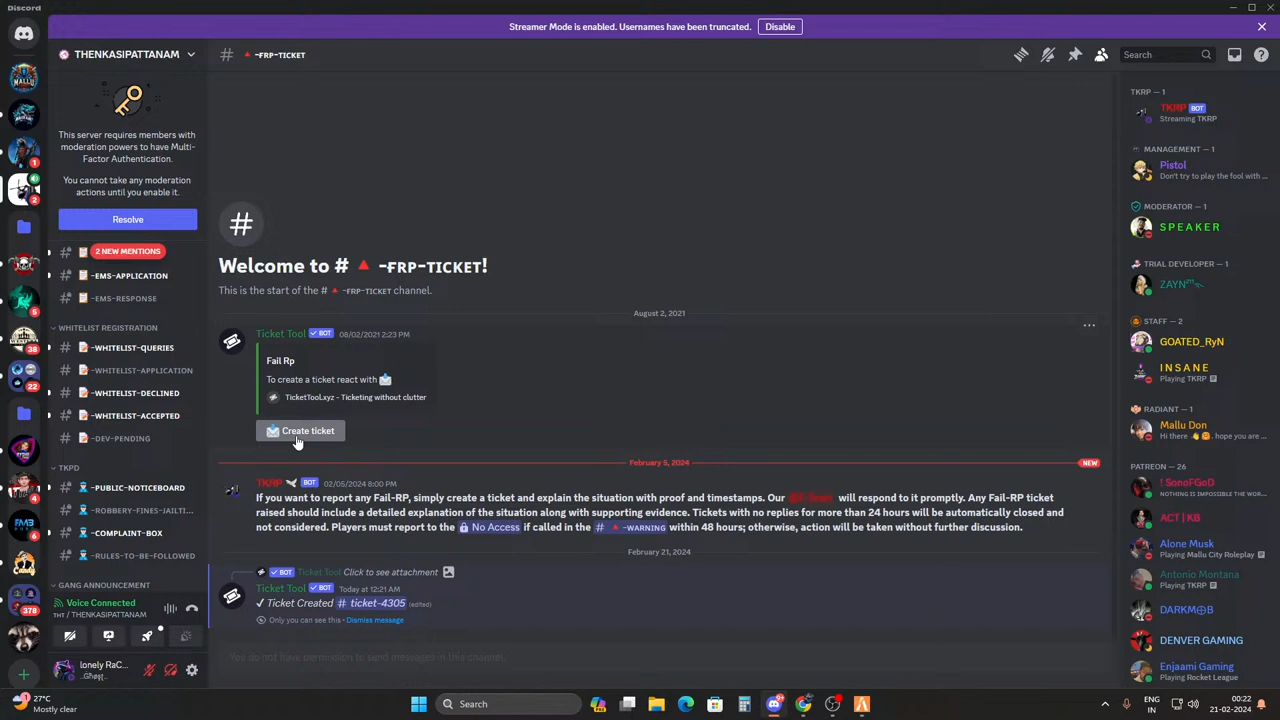 Discord
Streamer Mode is enabled. Usernames have been truncated. Disable
THENKASIPATTANAM
This server requires members with
moderation powers to have Multi-
Factor Authentication.
You cannot take any moderation
actions until you enable it.
Resolve
2 NEW MENTIONS
-EMS-APPLICATION
-EMS-RESPONSE
WHITELIST REGISTRATION
-WHITELIST-QUERIES
-WHITELIST-APPLICATION
-WHITELIST-DECLINED
-WHITELIST-ACCEPTED
-DEV-PENDING
TKPD
-PUBLIC-NOTICEBOARD
-ROBBERY-FINES-JAILTI...
-COMPLAINT-BOX
-RULES-TO-BE-FOLLOWED
GANG ANNOUNCEMENT
Voice Connected
THT / THENKASIPATTANAM
lonely RaC...
1
2
38
22
5
4
6
378
# 🔺 -FRP-TICKET
Search
#
Welcome to # 🔺 -FRP-TICKET!
This is the start of the # 🔺 -FRP-TICKET channel.
August 2, 2021
Ticket Tool ✓ BOT 08/02/2021 2:23 PM
Fail Rp
To create a ticket react with 📩
TicketTool.xyz - Ticketing without clutter
📩 Create ticket
February 5, 2024 NEW
TKRP BOT 02/05/2024 8:00 PM
If you want to report any Fail-RP, simply create a ticket and explain the situation with proof and timestamps. Our will respond to it promptly. Any Fail-RP ticket
raised should include a detailed explanation of the situation along with supporting evidence. Tickets with no replies for more than 24 hours will be automatically closed and
not considered. Players must report to the No Access if called in the # 🔺 -WARNING within 48 hours; otherwise, action will be taken without further discussion.
February 21, 2024
✓ BOT Ticket Tool Click to see attachment
Ticket Tool ✓ BOT Today at 12:21 AM
✓ Ticket Created # ticket-4305 (edited)
Only you can see this • Dismiss message
You do not have permission to send messages in this channel.
TKRP — 1
TKRP BOT
Streaming TKRP
MANAGEMENT — 1
Pistol
Don't try to play the fool with ...
MODERATOR — 1
S P E A K E R
TRIAL DEVELOPER — 1
ZAYN
STAFF — 2
GOATED_RyN
I N S A N E
Playing TKRP
RADIANT — 1
Mallu Don
Hi there 👋 🤗. hope you are ...
PATREON — 26
! SonoFGoD
NOTHING IS IMPOSSIBLE THE WOR...
ACT | KB
Alone Musk
Playing Mallu City Roleplay
Antonio Montana
Playing TKRP
DARKM⊕B
DENVER GAMING
Enjaami Gaming
Playing Rocket League
27°C
Mostly clear
Search
ENG
IN
00:22
21-02-2024